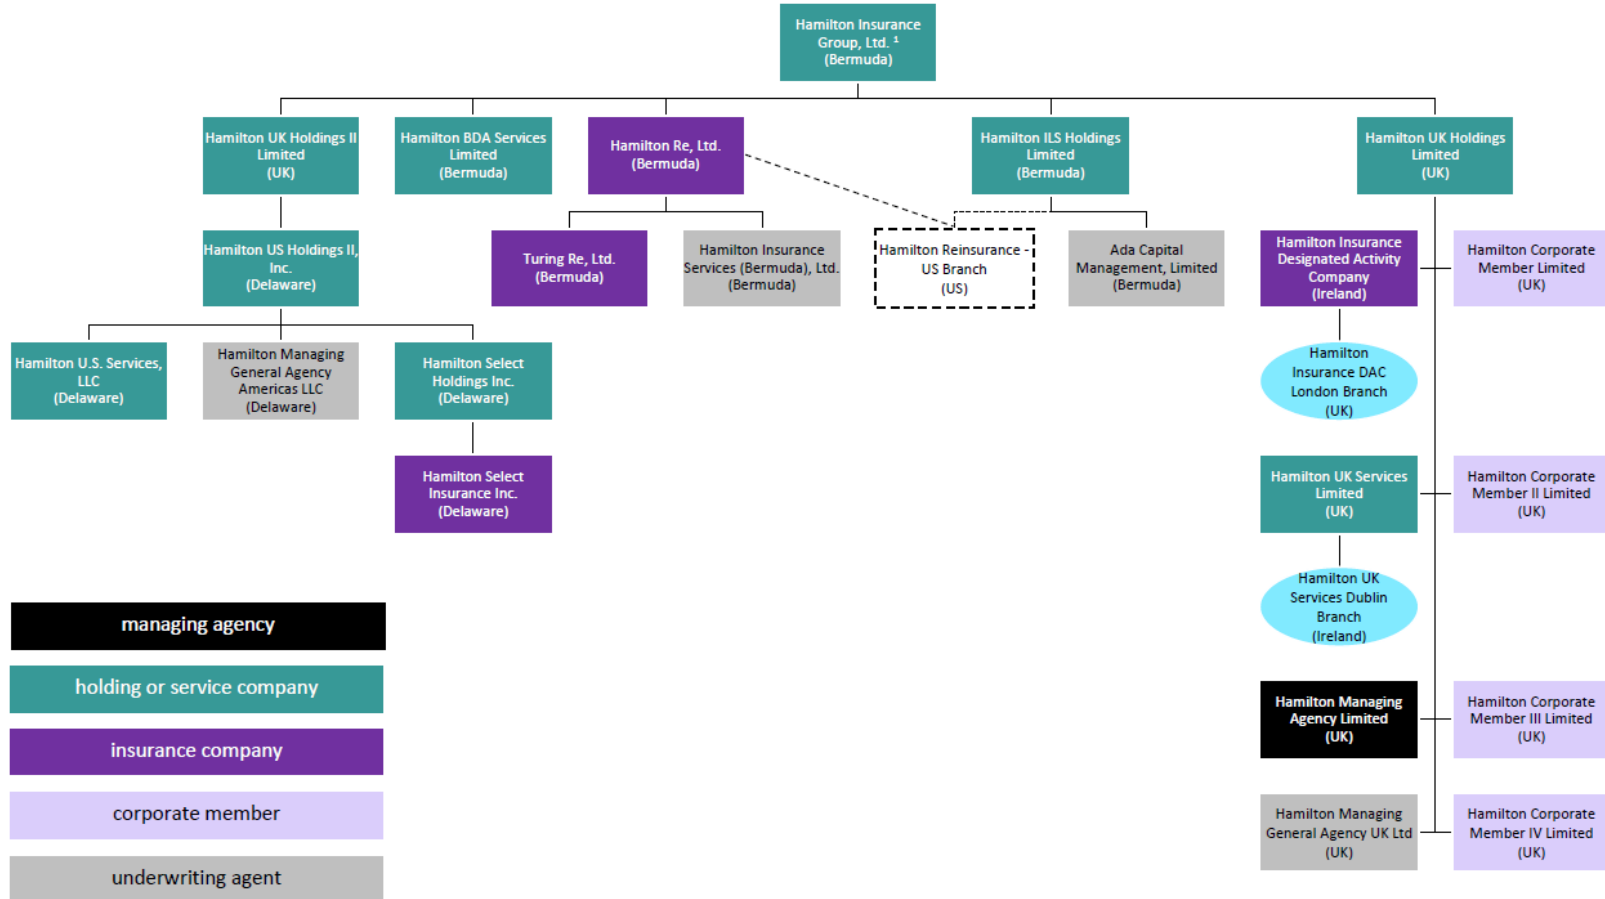 Hamilton Insurance
Group, Ltd. ¹
(Bermuda)
Hamilton UK Holdings II
Limited
(UK)
Hamilton BDA Services
Limited
(Bermuda)
Hamilton Re, Ltd.
(Bermuda)
Hamilton ILS Holdings
Limited
(Bermuda)
Hamilton UK Holdings
Limited
(UK)
Hamilton US Holdings II,
Inc.
(Delaware)
Turing Re, Ltd.
(Bermuda)
Hamilton Insurance
Services (Bermuda), Ltd.
(Bermuda)
Hamilton Reinsurance -
US Branch
(US)
Ada Capital
Management, Limited
(Bermuda)
Hamilton Insurance
Designated Activity
Company
(Ireland)
Hamilton Corporate
Member Limited
(UK)
Hamilton U.S. Services,
LLC
(Delaware)
Hamilton Managing
General Agency
Americas LLC
(Delaware)
Hamilton Select
Holdings Inc.
(Delaware)
Hamilton
Insurance DAC
London Branch
(UK)
Hamilton Select
Insurance Inc.
(Delaware)
Hamilton UK Services
Limited
(UK)
Hamilton Corporate
Member II Limited
(UK)
Hamilton UK
Services Dublin
Branch
(Ireland)
Hamilton Managing
Agency Limited
(UK)
Hamilton Corporate
Member III Limited
(UK)
Hamilton Managing
General Agency UK Ltd
(UK)
Hamilton Corporate
Member IV Limited
(UK)
managing agency
holding or service company
insurance company
corporate member
underwriting agent